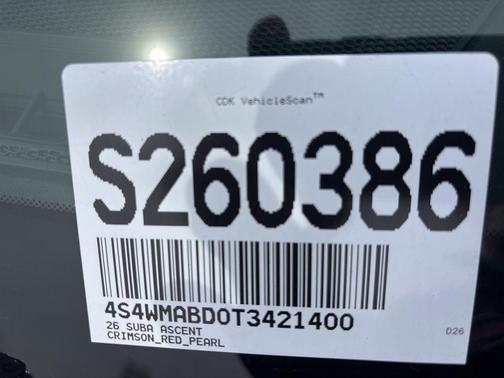 CDK VehicleScan™
S260386
4S4WMABD0T3421400
26 SUBA ASCENT
CRIMSON_RED_PEARL
D26